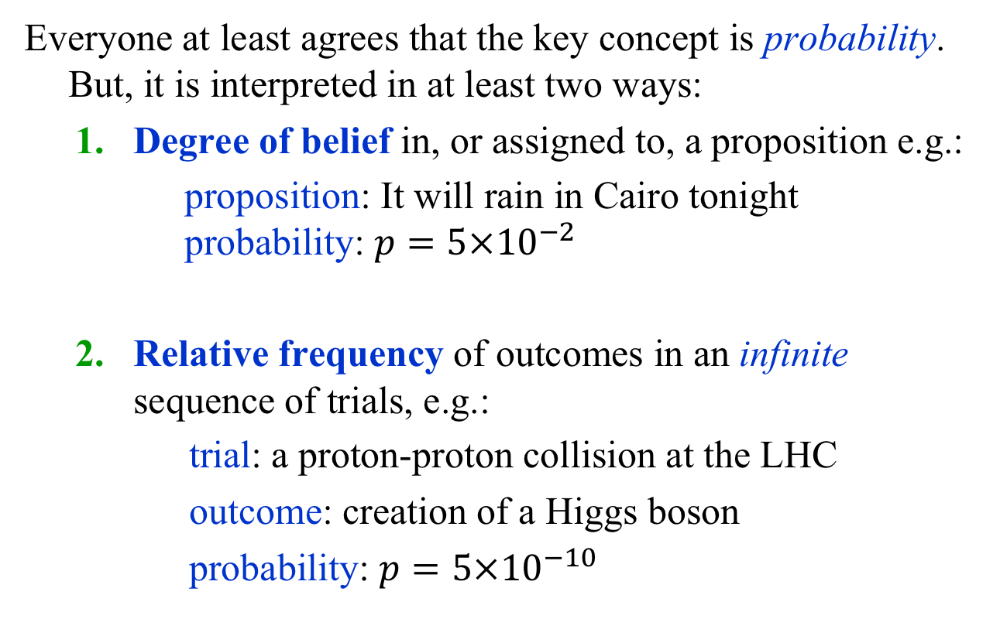 Everyone at least agrees that the key concept is probability.
But, it is interpreted in at least two ways:
1. Degree of belief in, or assigned to, a proposition e.g.:
proposition: It will rain in Cairo tonight
probability: p = 5×10⁻²
2. Relative frequency of outcomes in an infinite
sequence of trials, e.g.:
trial: a proton-proton collision at the LHC
outcome: creation of a Higgs boson
probability: p = 5×10⁻¹⁰